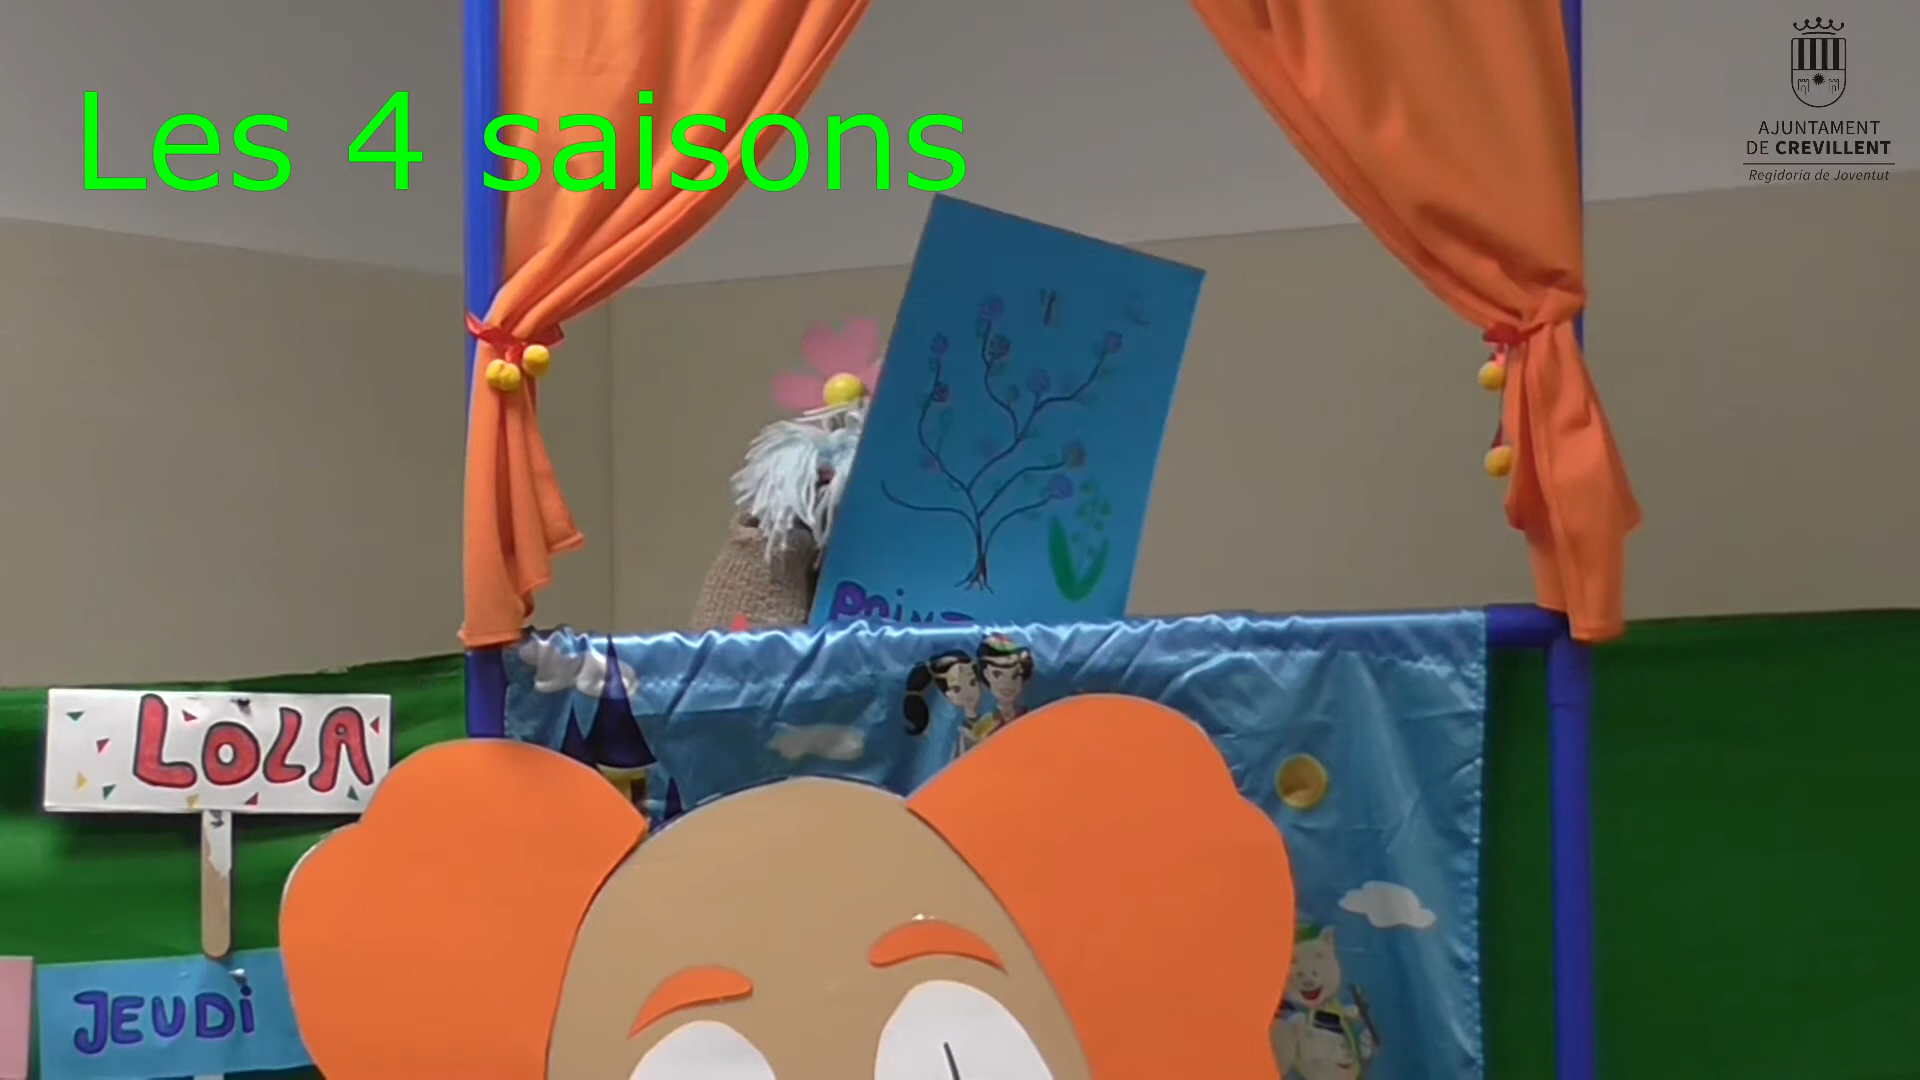 Les 4 saisons
AJUNTAMENT
DE CREVILLENT
Regidoria de Joventut
LOLA
JEUDI